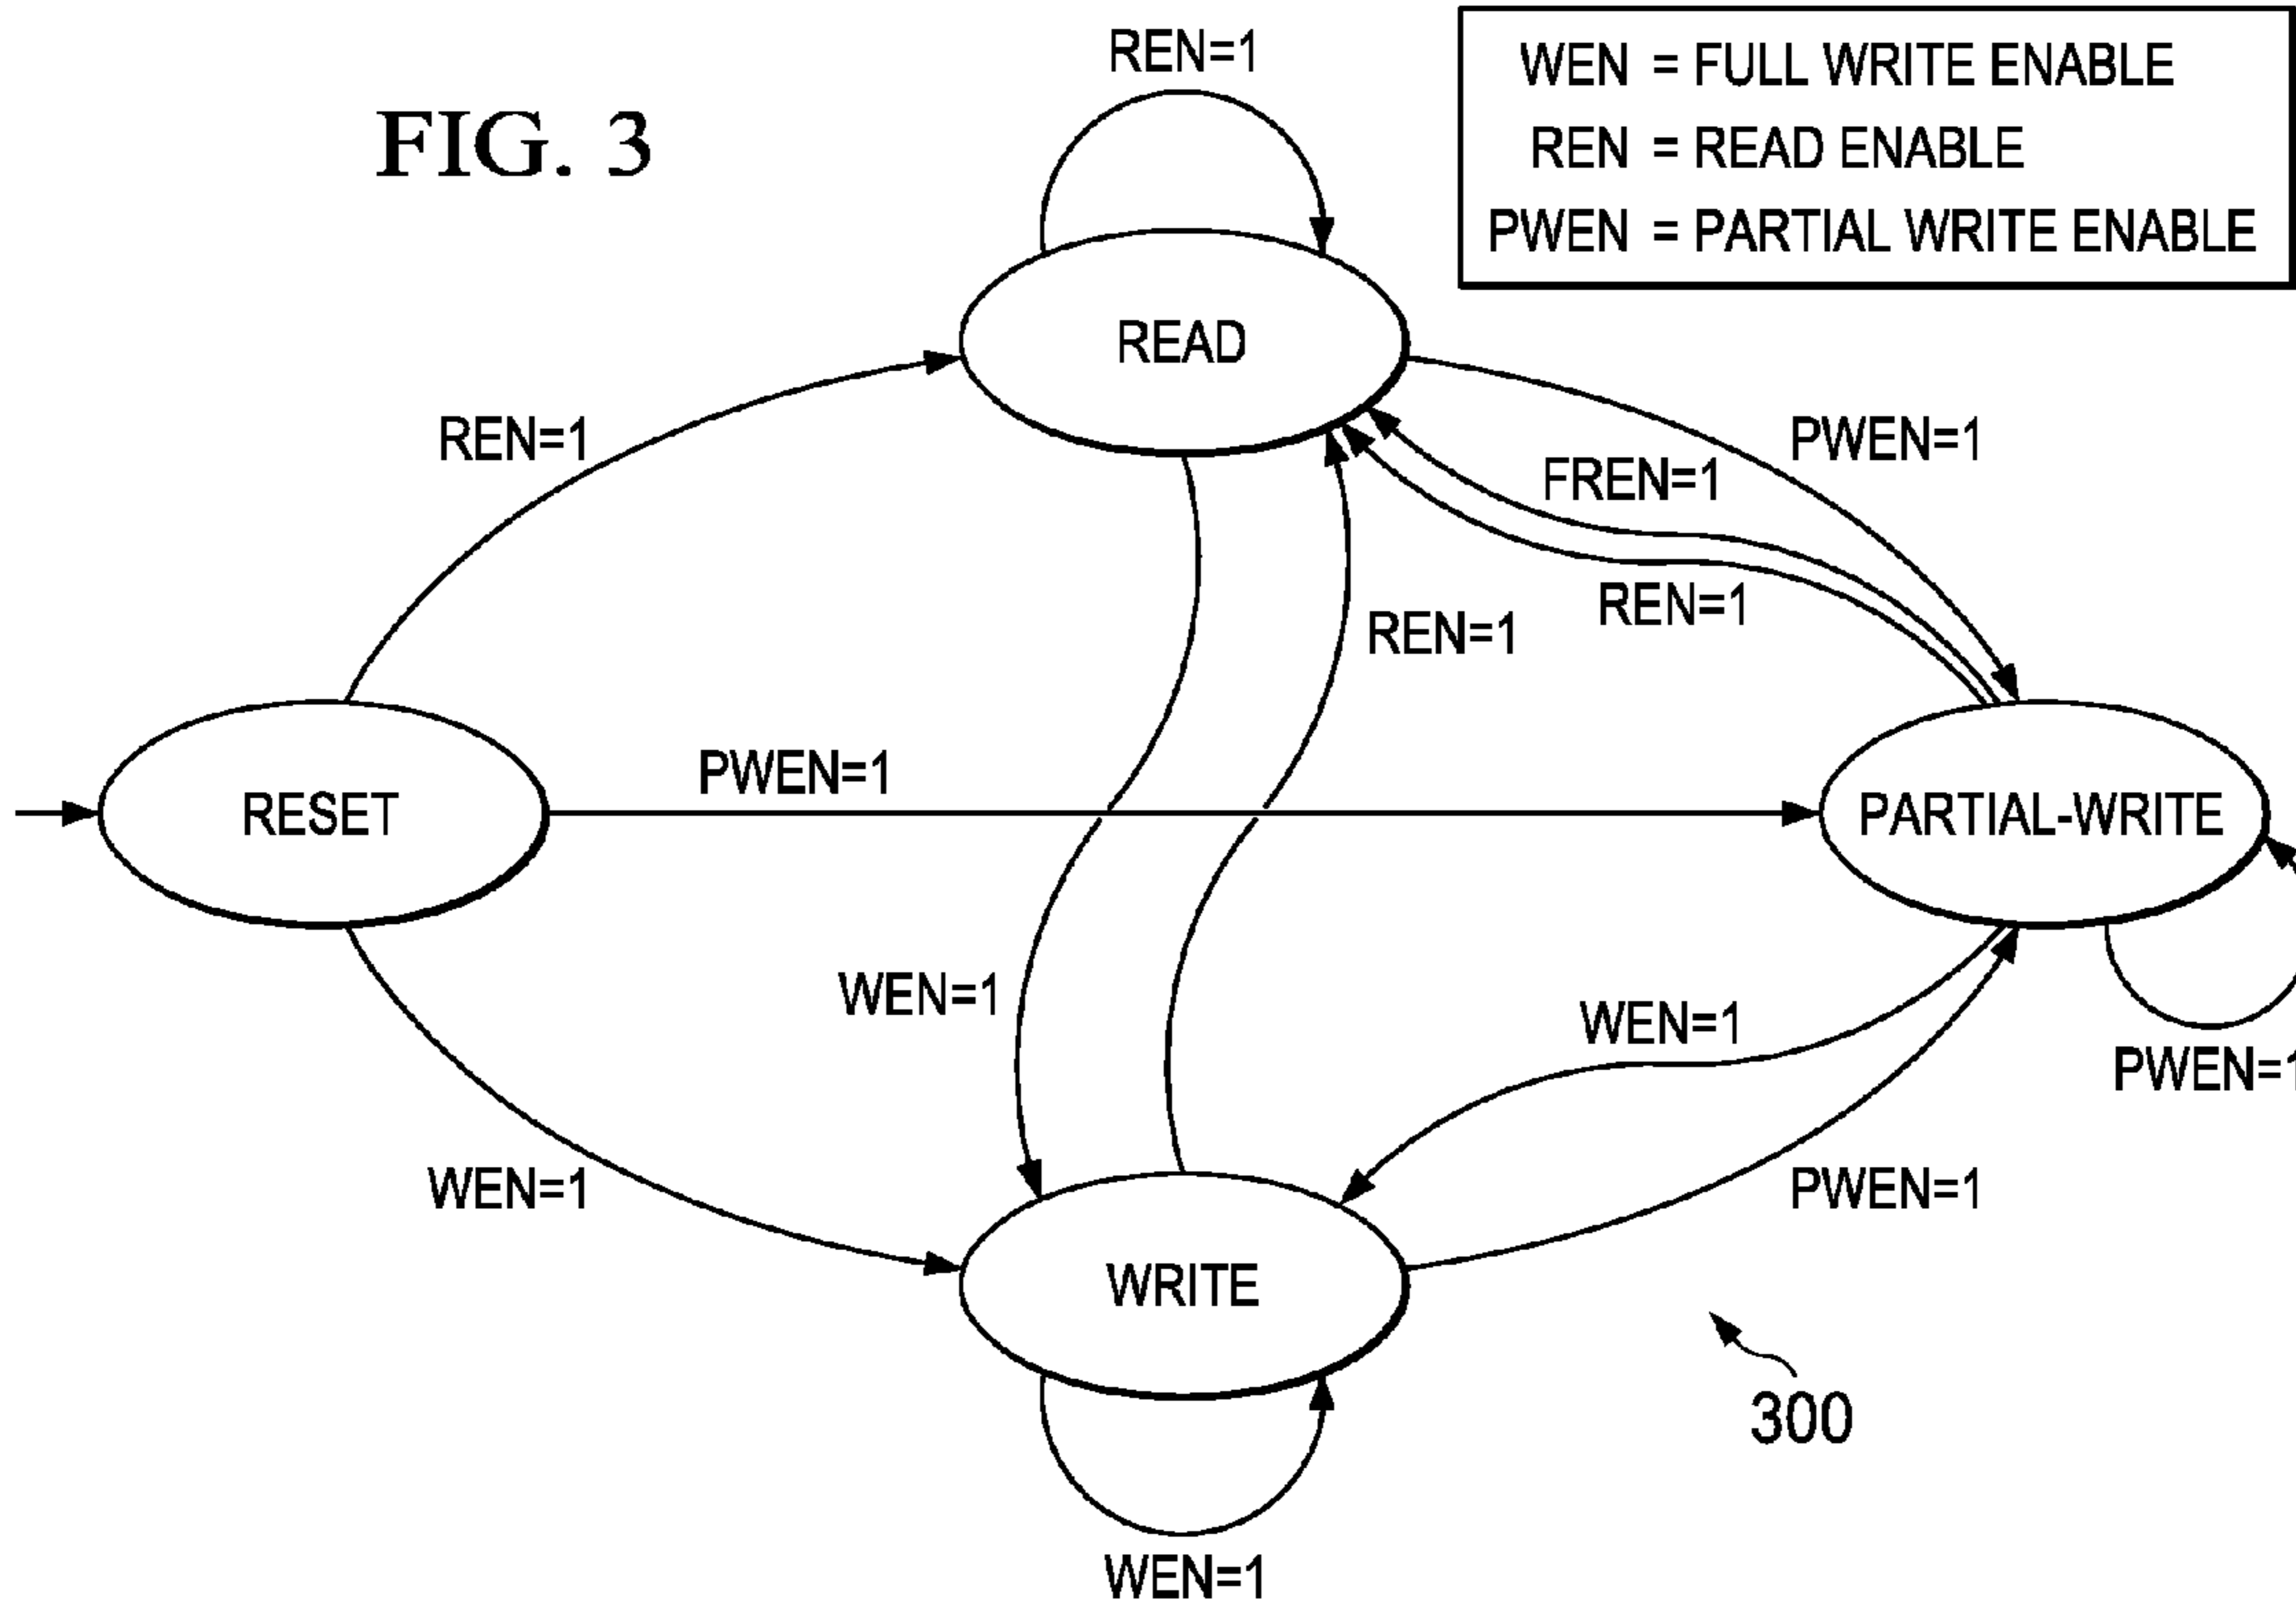 FIG. 3
WEN = FULL WRITE ENABLE
REN = READ ENABLE
PWEN = PARTIAL WRITE ENABLE
REN=1
READ
REN=1
PWEN=1
FREN=1
REN=1
REN=1
PWEN=1
RESET
PARTIAL-WRITE
WEN=1
WEN=1
PWEN=1
WEN=1
PWEN=1
WRITE
300
WEN=1